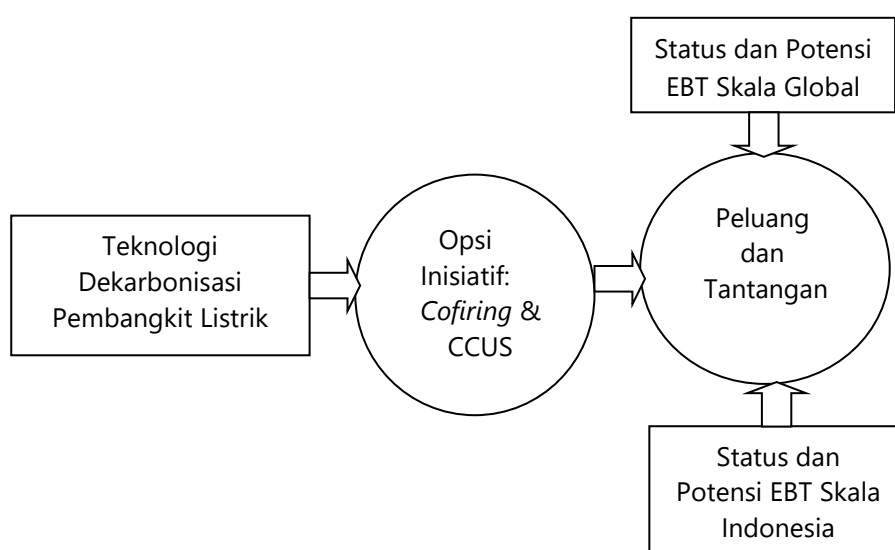 Status dan Potensi
EBT Skala Global
Teknologi
Dekarbonisasi
Pembangkit Listrik
Opsi
Inisiatif:
Cofiring &
CCUS
Peluang
dan
Tantangan
Status dan
Potensi EBT Skala
Indonesia